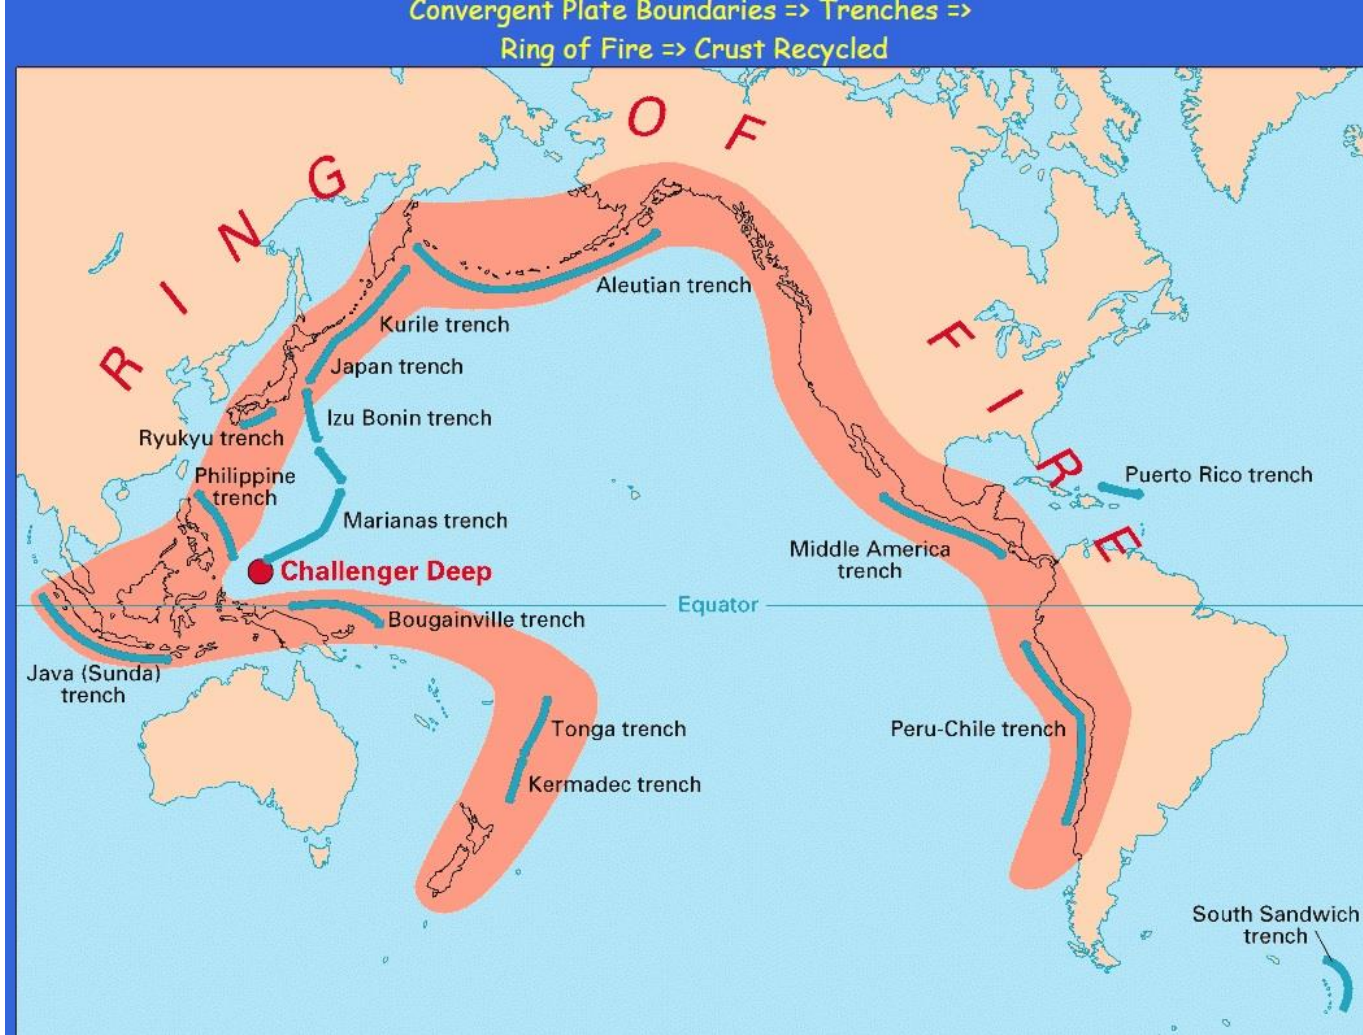 Convergent Plate Boundaries => Trenches =>
Ring of Fire => Crust Recycled
RING OF FIRE
Aleutian trench
Kurile trench
Japan trench
Izu Bonin trench
Ryukyu trench
Philippine
trench
Puerto Rico trench
Marianas trench
Middle America
trench
Challenger Deep
Equator
Bougainville trench
Java (Sunda)
trench
Tonga trench
Peru-Chile trench
Kermadec trench
South Sandwich
trench